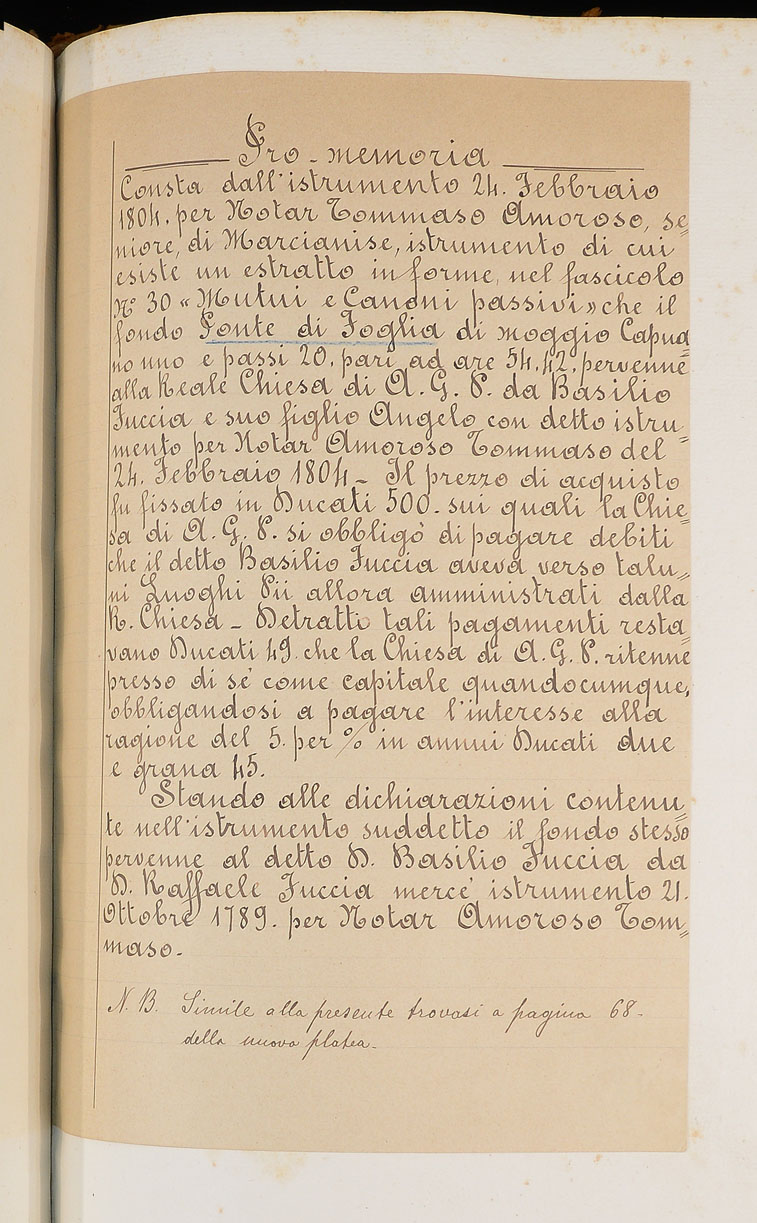 Pro-memoria
Consta dall'istrumento 24. Febbraio
1804. per Notar Tommaso Amoroso, se=
niore, di Marcianise, istrumento di cui
esiste un estratto in forme, nel fascicolo
N° 30 «Mutui e Canoni passivi» che il
fondo Ponte di Foglia di moggio Capua=
no uno e passi 20. pari ad are 54.42. pervenne
alla Reale Chiesa di A. G. P. da Basilio
Fuccia e suo figlio Angelo con detto istru=
mento per Notar Amoroso Tommaso del
24. Febbraio 1804 - Il prezzo di acquisto
fu fissato in Ducati 500. sui quali la Chie=
sa di A. G. P. si obbligò di pagare debiti
che il detto Basilio Fuccia aveva verso talu=
ni Luoghi Pii allora amministrati dalla
R. Chiesa - Detratti tali pagamenti resta=
vano Ducati 49. che la Chiesa di A. G. P. ritenne
presso di sè come capitale quandocumque,
obbligandosi a pagare l'interesse alla
ragione del 5. per % in annui Ducati due
e grana 45.
Stando alle dichiarazioni contenu=
te nell'istrumento suddetto il fondo stesso
pervenne al detto D. Basilio Fuccia da
D. Raffaele Fuccia mercè istrumento 21.
Ottobre 1789. per Notar Amoroso Tom=
maso.
N. B. Simile alla presente trovasi a pagina 68-
della nuova platea-